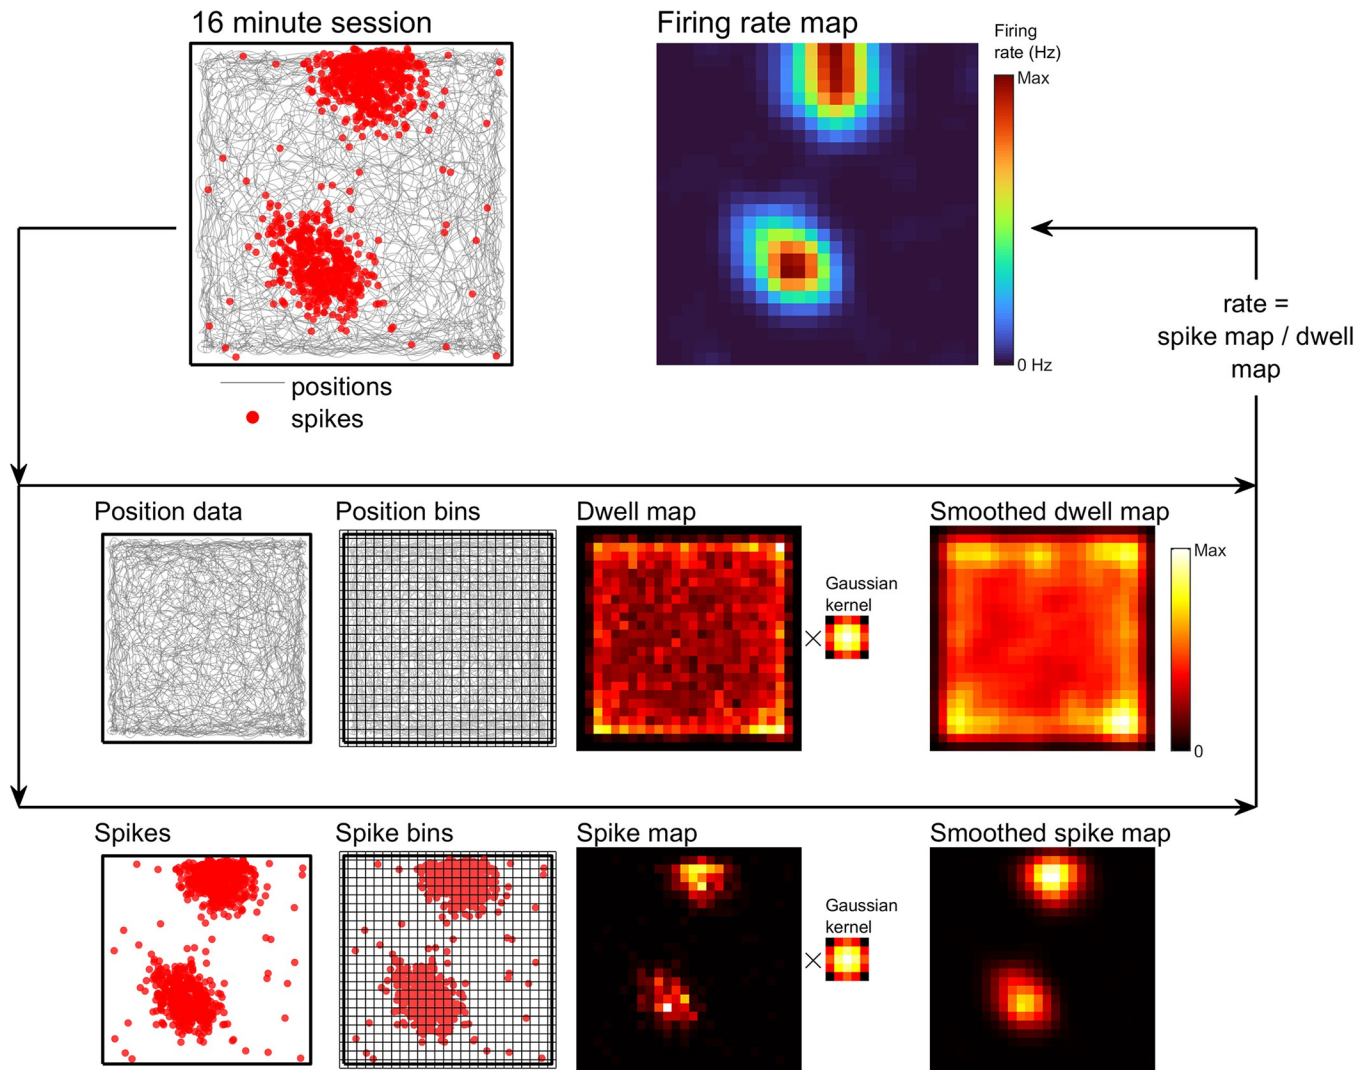 16 minute session
Firing rate map
Firing
rate (Hz)
Max
0 Hz
positions
spikes
rate =
spike map / dwell
map
Position data
Position bins
Dwell map
Smoothed dwell map
Gaussian
kernel
×
Max
0
Spikes
Spike bins
Spike map
Smoothed spike map
Gaussian
kernel
×